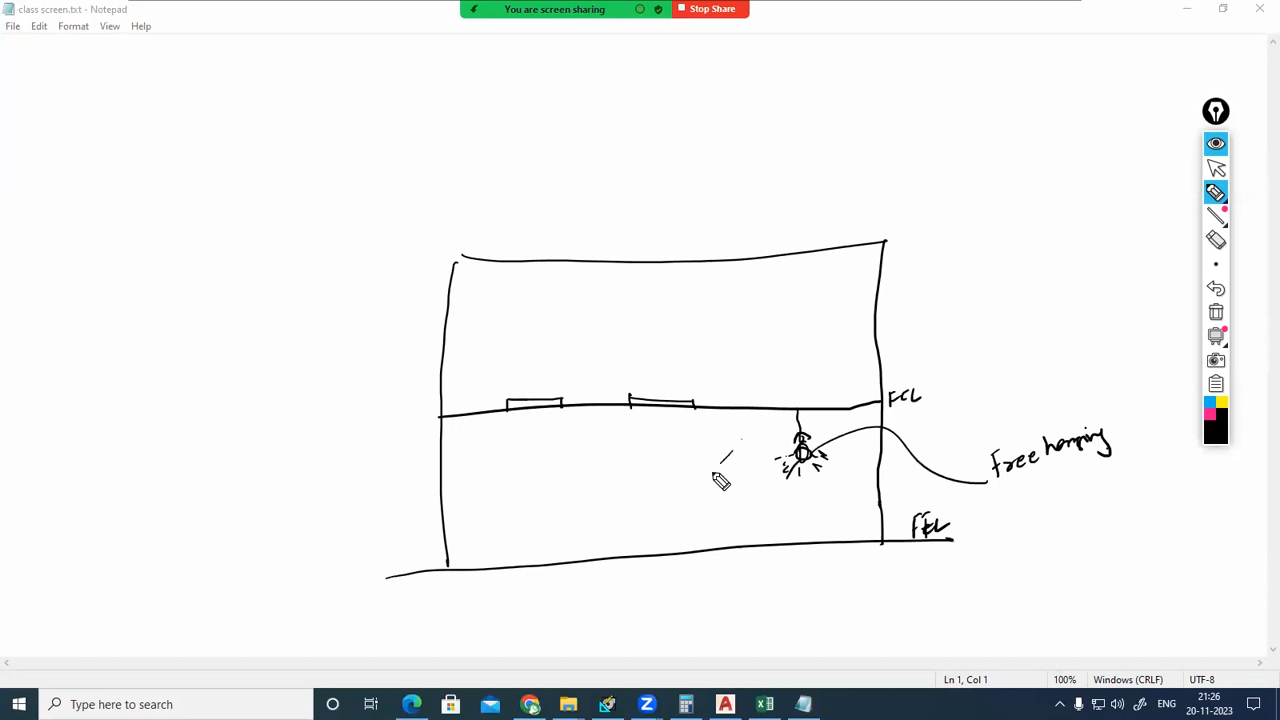 class screen.txt - Notepad
You are screen sharing
Stop Share
File Edit Format View Help
FCL
Free hanging
FFL
Ln 1, Col 1
100%
Windows (CRLF)
UTF-8
Type here to search
ENG
21:26
20-11-2023